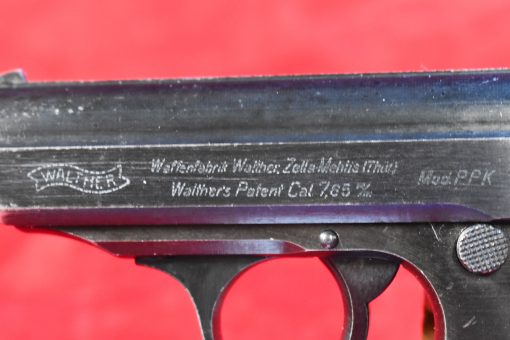 WALTHER
Waffenfabrik Walther, Zella-Mehlis (Thür.)
Walther's Patent Cal. 7,65 m/m
Mod. PPK